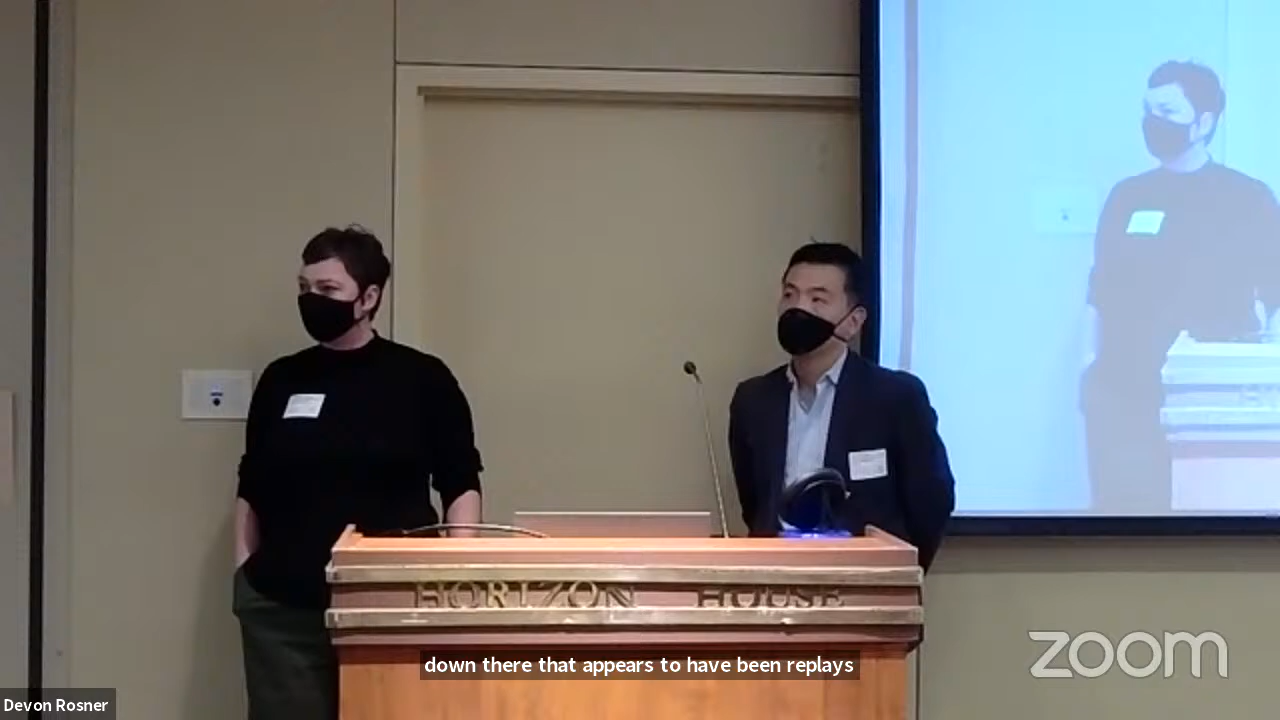 HORIZON HOUSE
down there that appears to have been replays
zoom
Devon Rosner